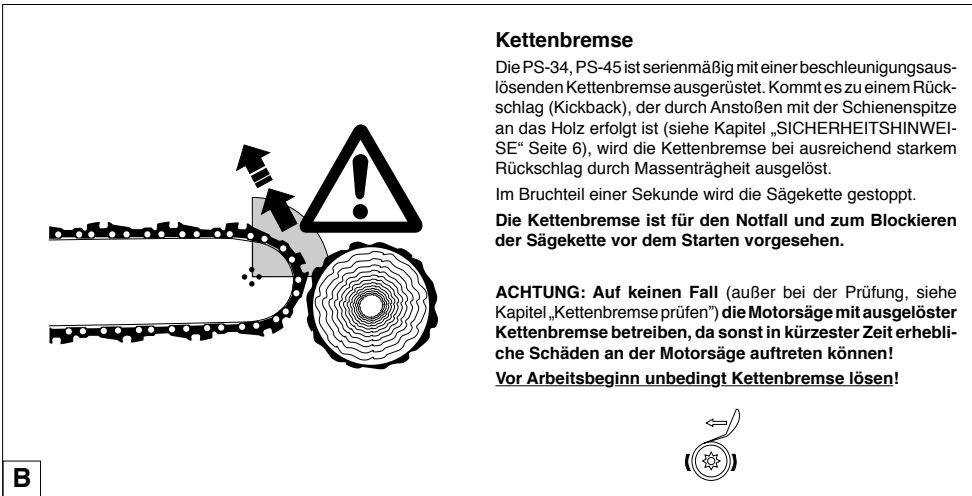 Kettenbremse
Die PS-34, PS-45 ist serienmäßig mit einer beschleunigungsaus-
lösenden Kettenbremse ausgerüstet. Kommt es zu einem Rück-
schlag (Kickback), der durch Anstoßen mit der Schienenspitze
an das Holz erfolgt ist (siehe Kapitel „SICHERHEITSHINWEI-
SE“ Seite 6), wird die Kettenbremse bei ausreichend starkem
Rückschlag durch Massenträgheit ausgelöst.
Im Bruchteil einer Sekunde wird die Sägekette gestoppt.
Die Kettenbremse ist für den Notfall und zum Blockieren
der Sägekette vor dem Starten vorgesehen.
ACHTUNG: Auf keinen Fall (außer bei der Prüfung, siehe
Kapitel „Kettenbremse prüfen“) die Motorsäge mit ausgelöster
Kettenbremse betreiben, da sonst in kürzester Zeit erhebli-
che Schäden an der Motorsäge auftreten können!
Vor Arbeitsbeginn unbedingt Kettenbremse lösen!
B